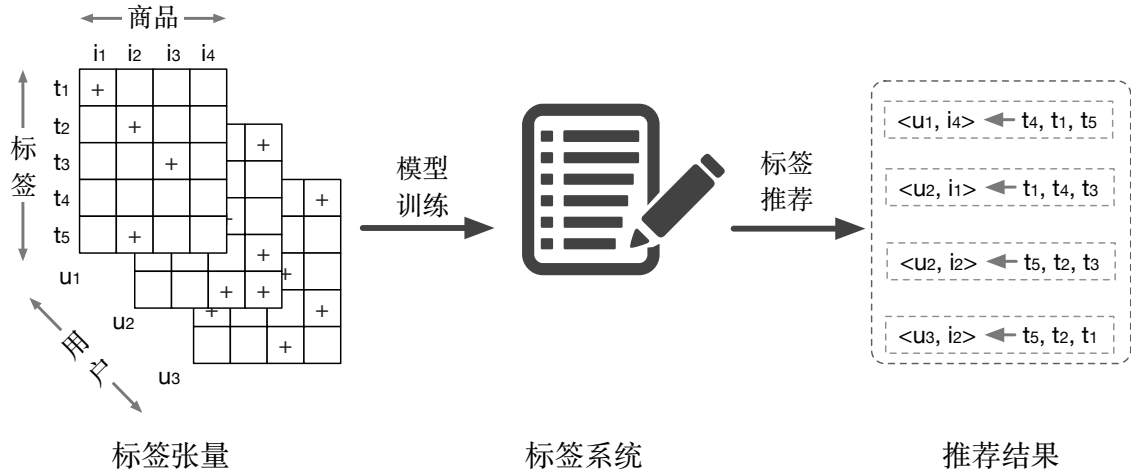 商品
i1 i2 i3 i4
标签
t1
t2
t3
t4
t5
u1
u2
u3
用户
模型
训练
标签
推荐
<u1, i4> t4, t1, t5
<u2, i1> t1, t4, t3
<u2, i2> t5, t2, t3
<u3, i2> t5, t2, t1
标签张量 标签系统 推荐结果